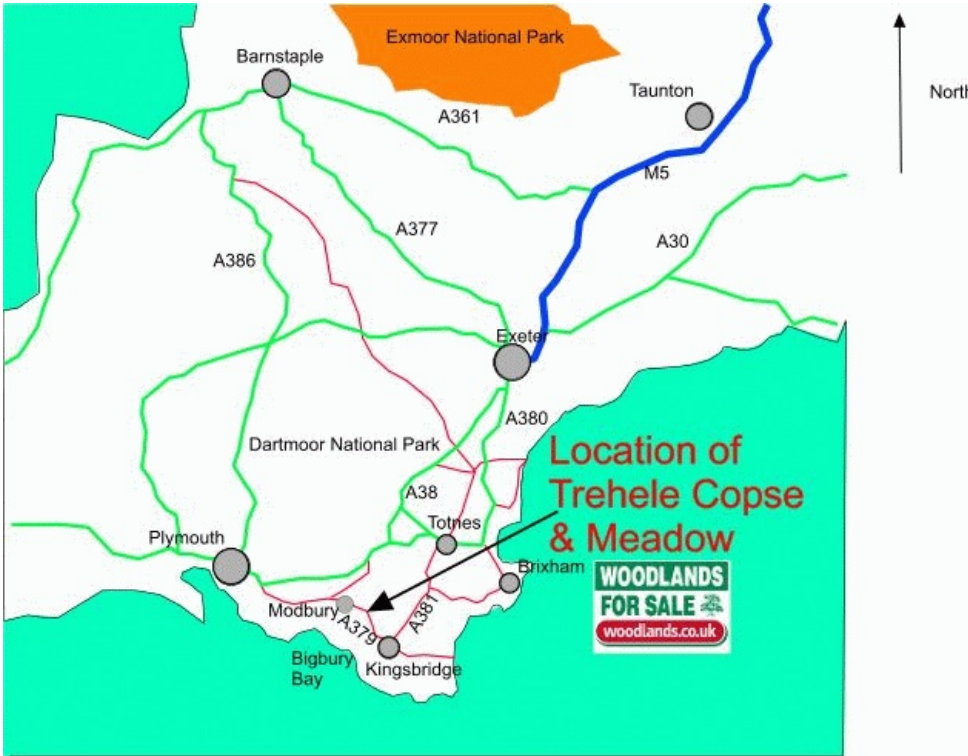 Exmoor National Park
Barnstaple
Taunton
North
A361
M5
A377
A30
A386
Exeter
A380
Dartmoor National Park
Location of
Trehele Copse
& Meadow
A38
Totnes
Plymouth
Brixham
WOODLANDS
FOR SALE
woodlands.co.uk
Modbury
A379
A381
Bigbury
Bay
Kingsbridge